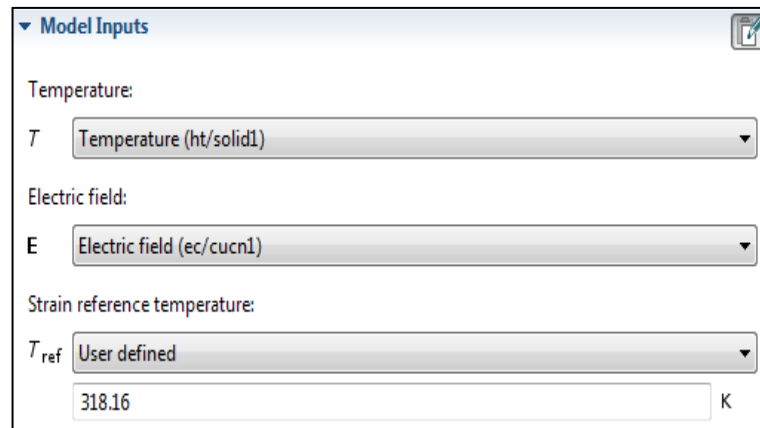 Model Inputs
Temperature:
T Temperature (ht/solid1)
Electric field:
E Electric field (ec/cucn1)
Strain reference temperature:
Tref User defined
318.16 K